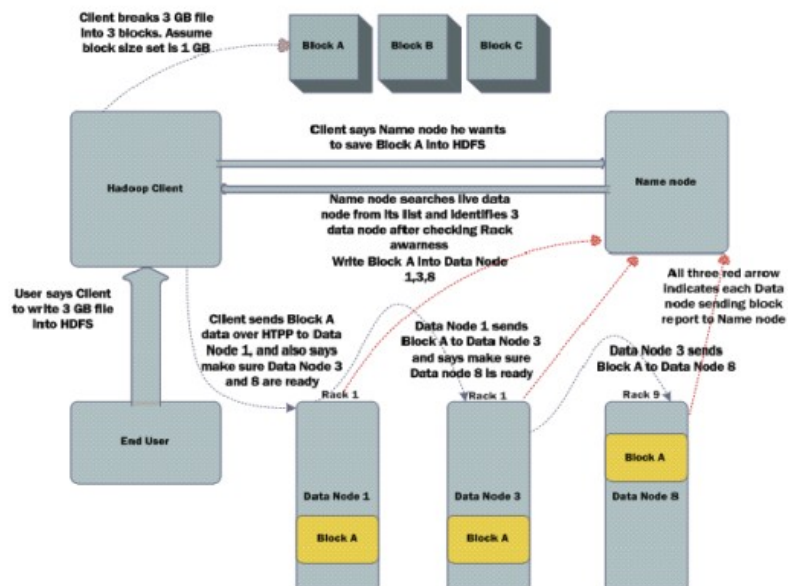 Client breaks 3 GB file
into 3 blocks. Assume
block size set is 1 GB
Block A
Block B
Block C
Client says Name node he wants
to save Block A into HDFS
Hadoop Client
Name node
Name node searches live data
node from its list and identifies 3
data node after checking Rack
awarness
Write Block A into Data Node
1,3,8
All three red arrow
indicates each Data
node sending block
report to Name node
User says Client
to write 3 GB file
into HDFS
Client sends Block A
data over HTPP to Data
Node 1, and also says
make sure Data Node 3
and 8 are ready
Data Node 1 sends
Block A to Data Node 3
and says make sure
Data node 8 is ready
Data Node 3 sends
Block A to Data Node 8
Rack 1
Rack 1
Rack 9
End User
Data Node 1
Block A
Data Node 3
Block A
Block A
Data Node 8